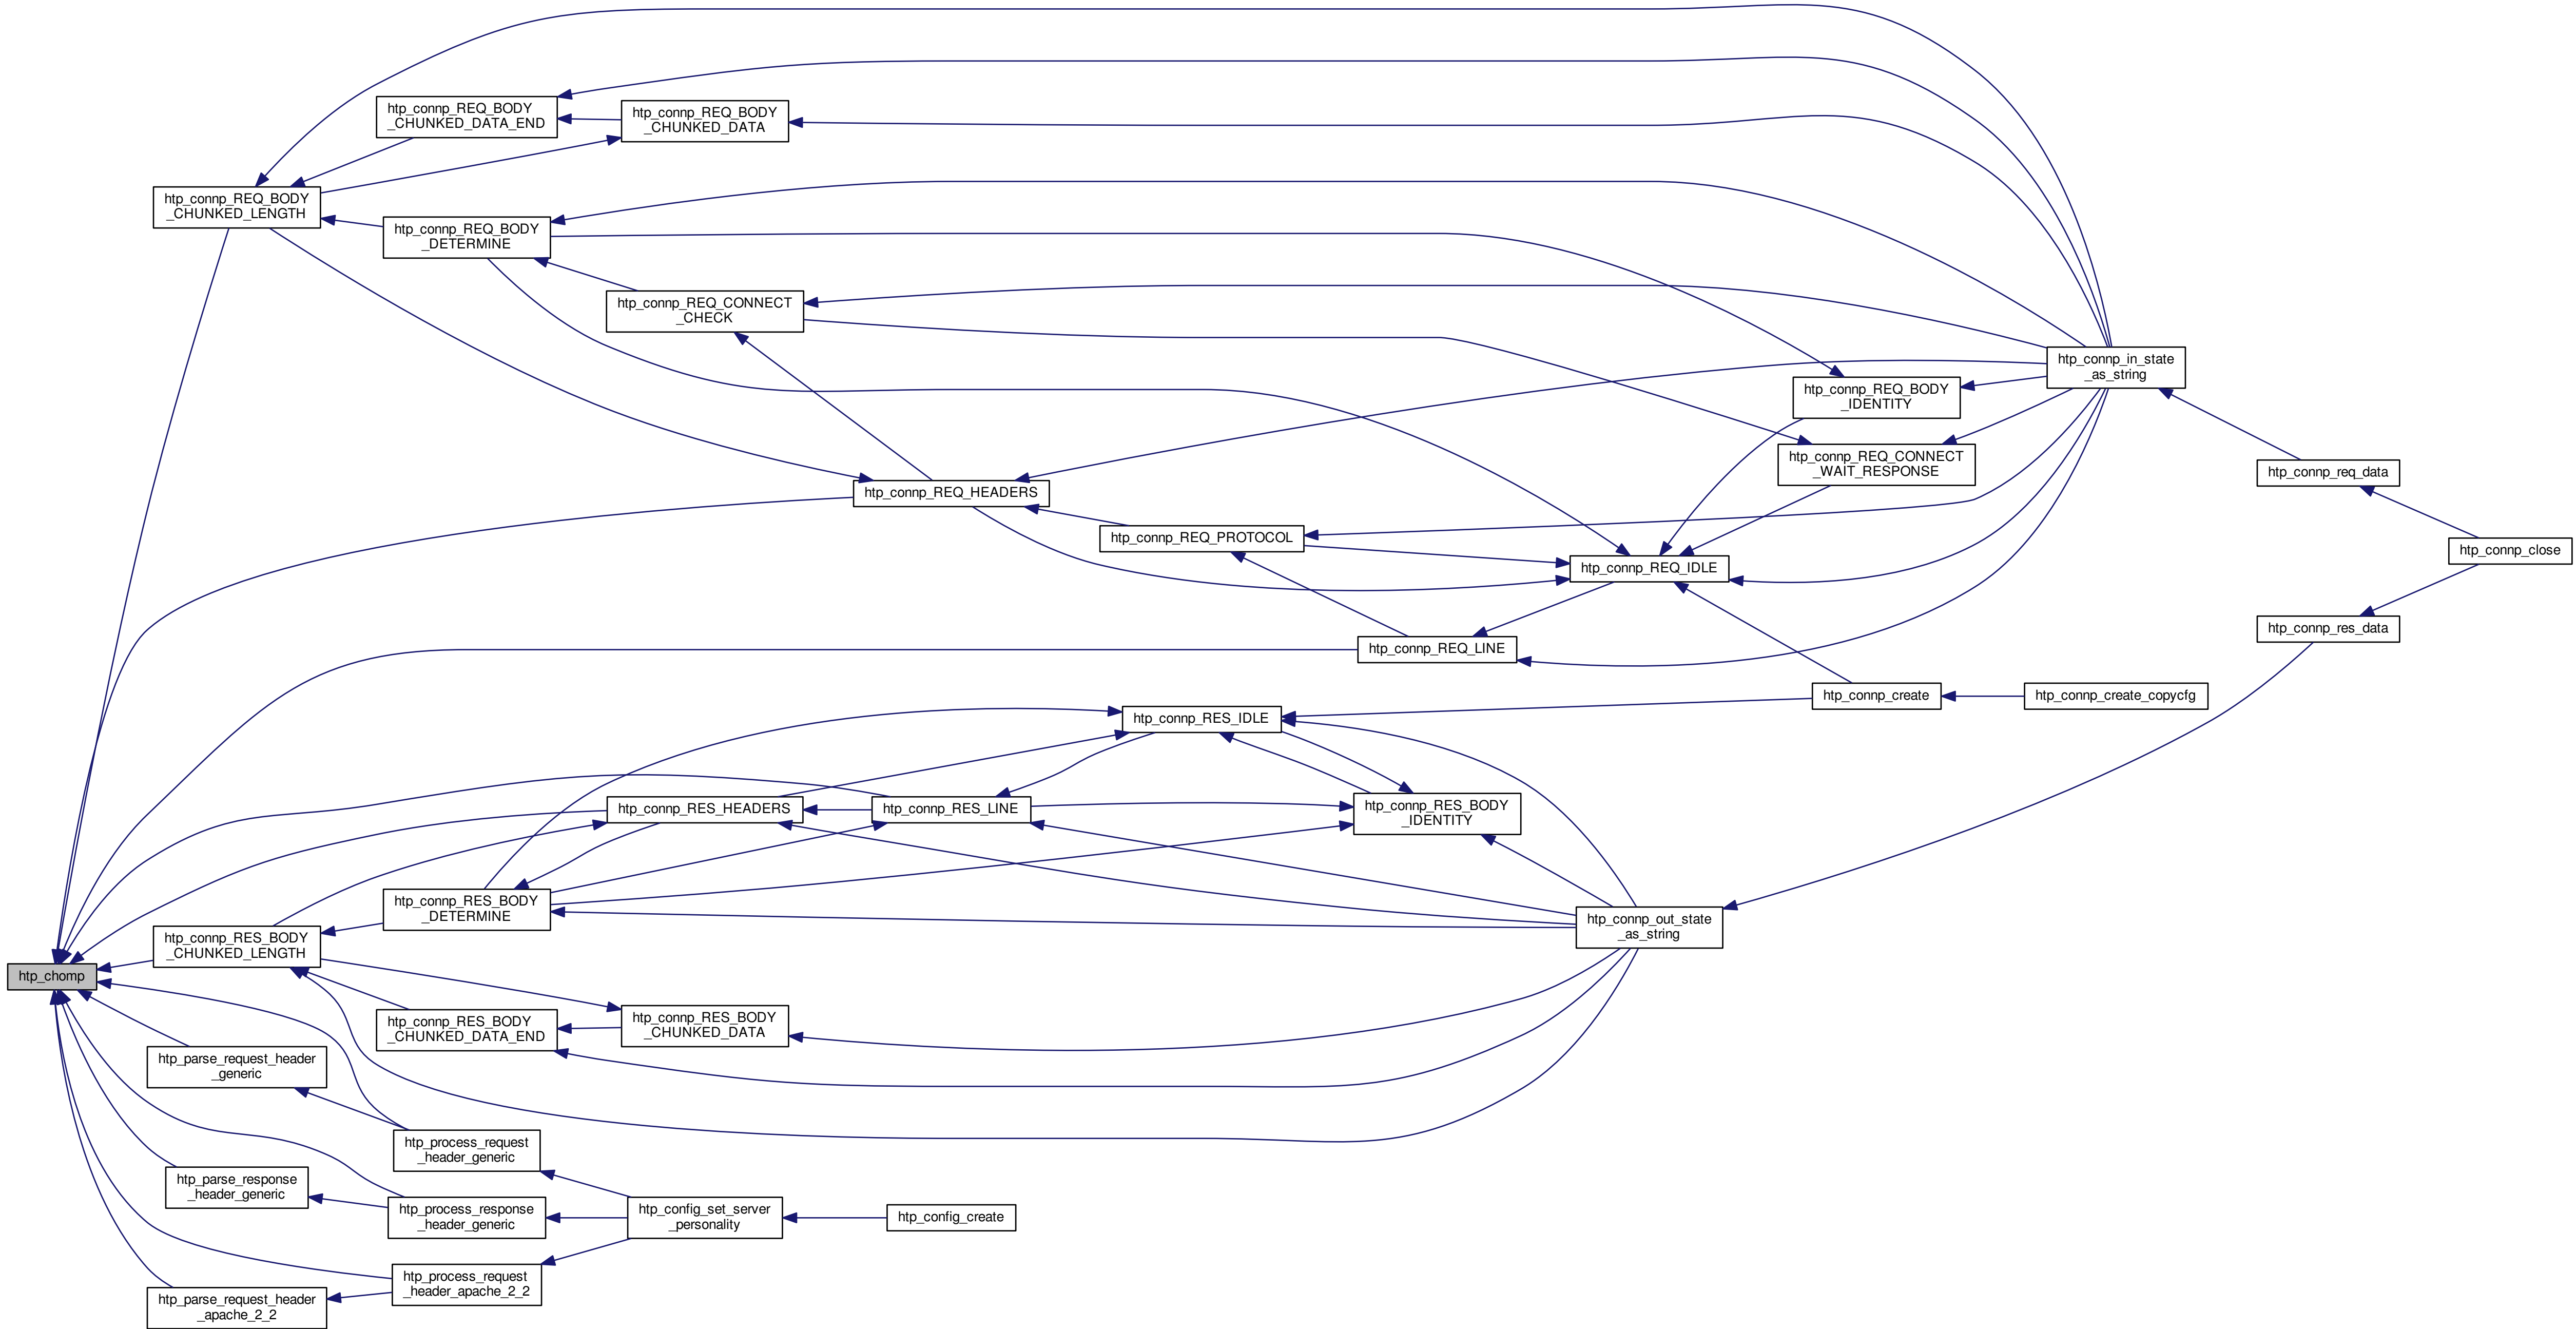 htp_connp_REQ_BODY
_CHUNKED_DATA_END
htp_connp_REQ_BODY
_CHUNKED_DATA
htp_connp_REQ_BODY
_CHUNKED_LENGTH
htp_connp_REQ_BODY
_DETERMINE
htp_connp_REQ_CONNECT
_CHECK
htp_connp_in_state
_as_string
htp_connp_REQ_BODY
_IDENTITY
htp_connp_REQ_CONNECT
_WAIT_RESPONSE
htp_connp_req_data
htp_connp_REQ_HEADERS
htp_connp_REQ_PROTOCOL
htp_connp_close
htp_connp_REQ_IDLE
htp_connp_res_data
htp_connp_REQ_LINE
htp_connp_create
htp_connp_create_copycfg
htp_connp_RES_IDLE
htp_connp_RES_HEADERS
htp_connp_RES_LINE
htp_connp_RES_BODY
_IDENTITY
htp_connp_RES_BODY
_DETERMINE
htp_connp_out_state
_as_string
htp_connp_RES_BODY
_CHUNKED_LENGTH
htp_chomp
htp_connp_RES_BODY
_CHUNKED_DATA_END
htp_connp_RES_BODY
_CHUNKED_DATA
htp_parse_request_header
_generic
htp_process_request
_header_generic
htp_parse_response
_header_generic
htp_process_response
_header_generic
htp_config_set_server
_personality
htp_config_create
htp_process_request
_header_apache_2_2
htp_parse_request_header
_apache_2_2